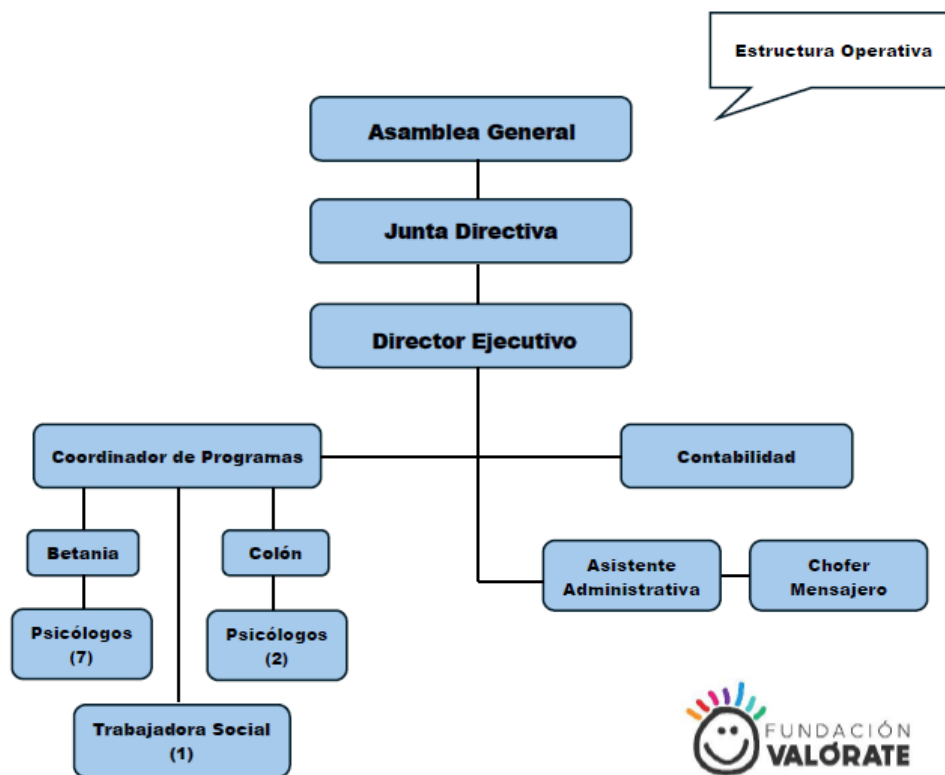 Estructura Operativa
Asamblea General
Junta Directiva
Director Ejecutivo
Coordinador de Programas
Contabilidad
Betania
Colón
Asistente
Administrativa
Chofer
Mensajero
Psicólogos
(7)
Psicólogos
(2)
Trabajadora Social
(1)
FUNDACIÓN
VALÓRATE